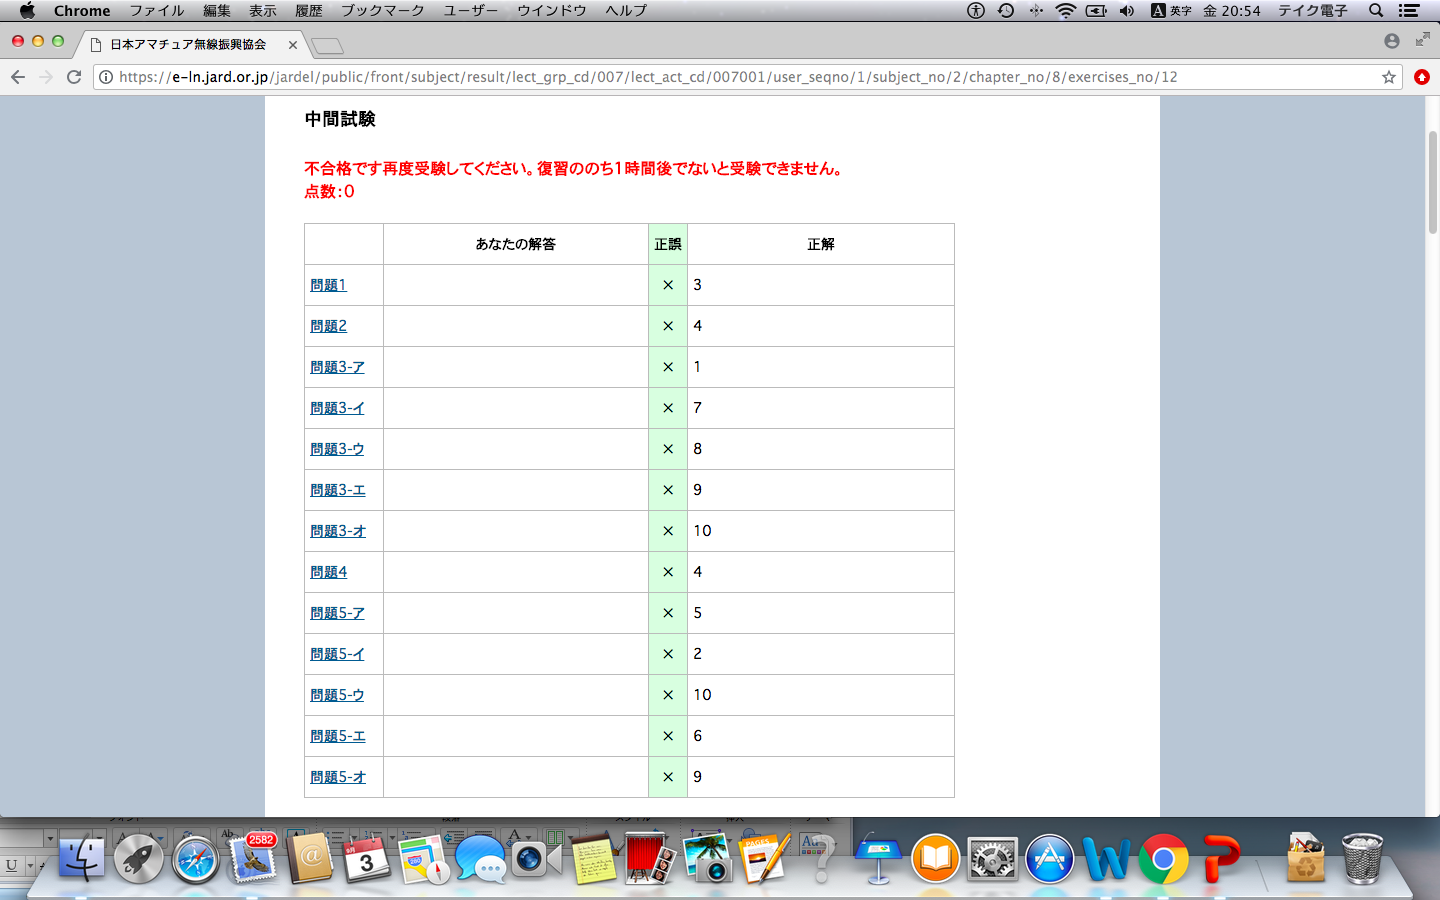 Chrome ファイル 編集 表示 履歴 ブックマーク ユーザー ウインドウ ヘルプ 英字 金 20:54 テイク電子
日本アマチュア無線振興協会
https://e-ln.jard.or.jp/jardel/public/front/subject/result/lect_grp_cd/007/lect_act_cd/007001/user_seqno/1/subject_no/2/chapter_no/8/exercises_no/12
中間試験
不合格です再度受験してください。復習ののち1時間後でないと受験できません。
点数:0
あなたの解答 正誤 正解
問題1 × 3
問題2 × 4
問題3-ア × 1
問題3-イ × 7
問題3-ウ × 8
問題3-エ × 9
問題3-オ × 10
問題4 × 4
問題5-ア × 5
問題5-イ × 2
問題5-ウ × 10
問題5-エ × 6
問題5-オ × 9
2582
3
280
PAGES